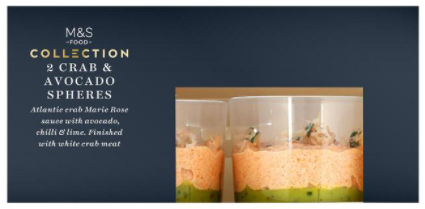 M&S
FOOD
COLLECTION
2 CRAB &
AVOCADO
SPHERES
Atlantic crab Marie Rose
sauce with avocado,
chilli & lime. Finished
with white crab meat